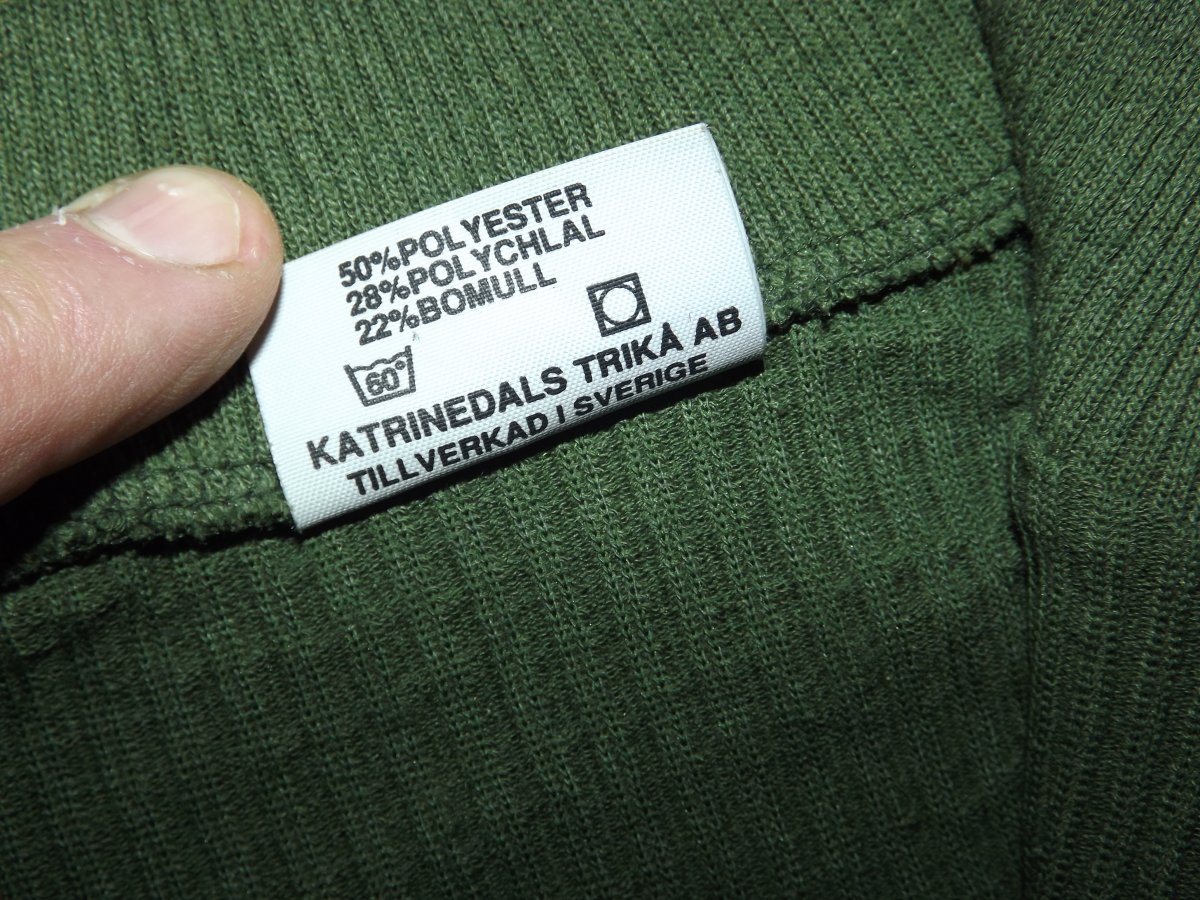 50%POLYESTER
28%POLYCHLAL
22%BOMULL
60°
KATRINEDALS TRIKÅ AB
TILLVERKAD I SVERIGE